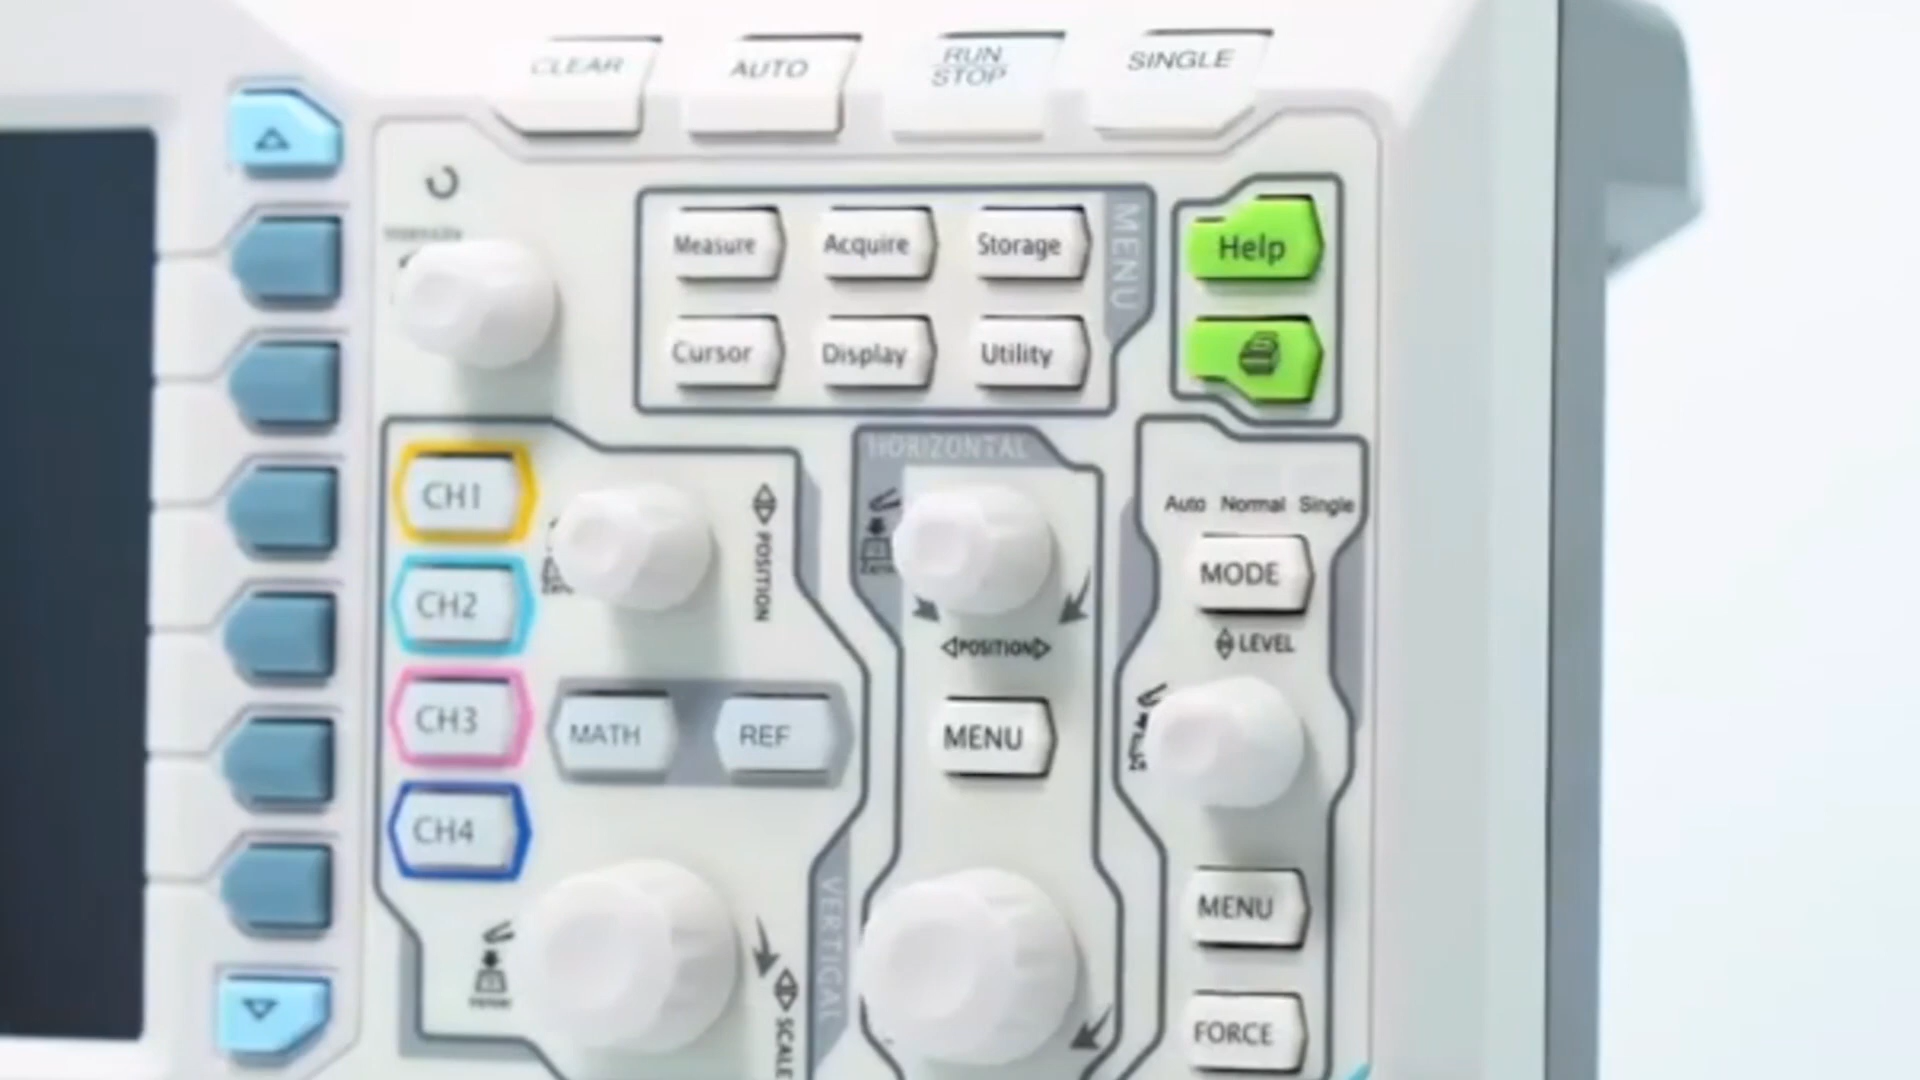 CLEAR
AUTO
RUN
STOP
SINGLE
Measure
Acquire
Storage
MENU
Help
Cursor
Display
Utility
HORIZONTAL
CH1
POSITION
Auto Normal Single
MODE
CH2
POSITION
LEVEL
CH3
MATH
REF
MENU
CH4
VERTICAL
MENU
SCALE
FORCE